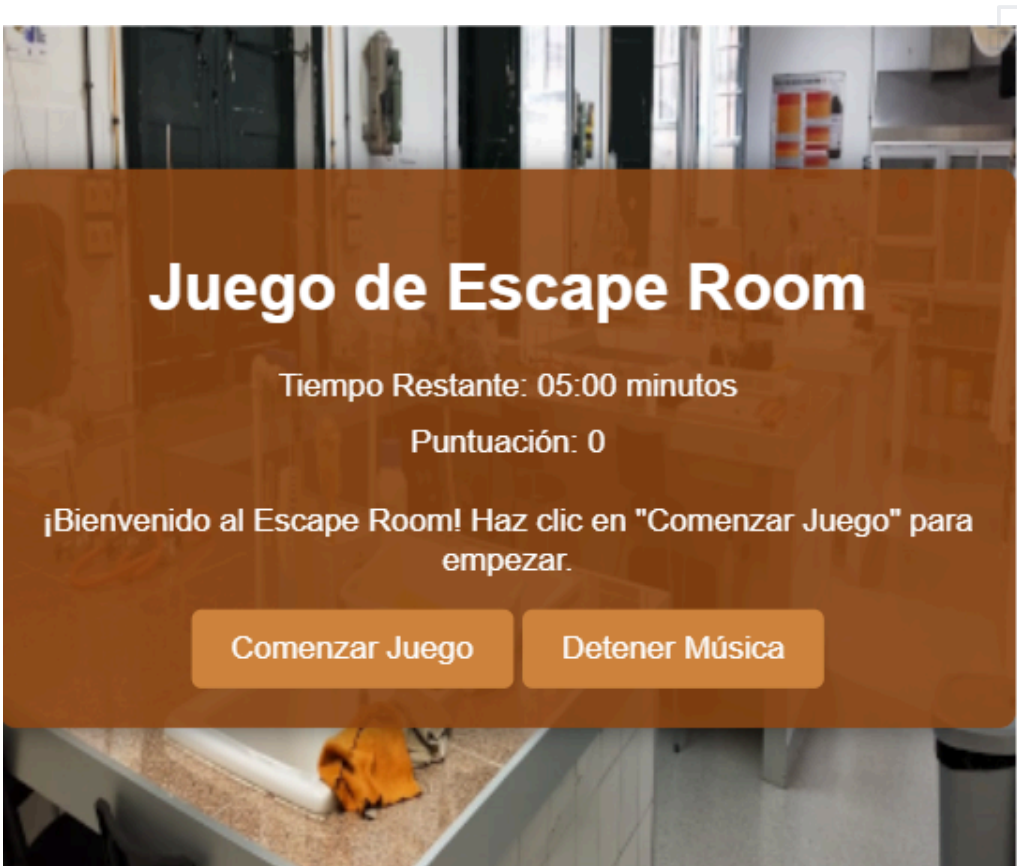 Juego de Escape Room
Tiempo Restante: 05:00 minutos
Puntuación: 0
¡Bienvenido al Escape Room! Haz clic en "Comenzar Juego" para
empezar.
Comenzar Juego
Detener Música